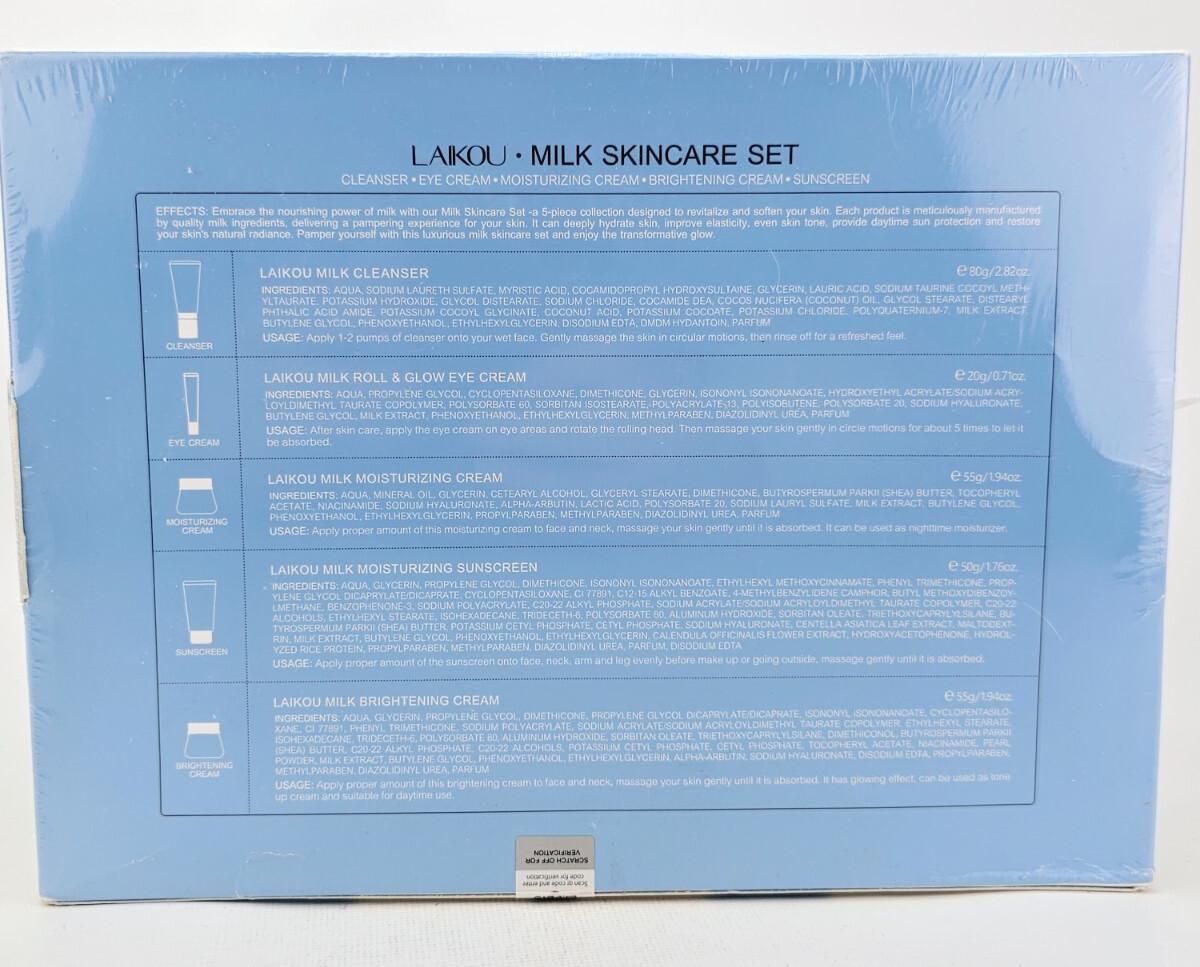 LAIKOU • MILK SKINCARE SET
CLEANSER • EYE CREAM • MOISTURIZING CREAM • BRIGHTENING CREAM • SUNSCREEN
EFFECTS: Embrace the nourishing power of milk with our Milk Skincare Set -a 5-piece collection designed to revitalize and soften your skin. Each product is meticulously manufactured
by quality milk ingredients, delivering a pampering experience for your skin. It can deeply hydrate skin, improve elasticity, even skin tone, provide daytime sun protection and restore
your skin's natural radiance. Pamper yourself with this luxurious milk skincare set and enjoy the transformative glow.
LAIKOU MILK CLEANSER
℮ 80g/2.82oz.
INGREDIENTS: AQUA, SODIUM LAURETH SULFATE, MYRISTIC ACID, COCAMIDOPROPYL HYDROXYSULTAINE, GLYCERIN, LAURIC ACID, SODIUM TAURINE COCOYL METH-
YLTAURATE, POTASSIUM HYDROXIDE, GLYCOL DISTEARATE, SODIUM CHLORIDE, COCAMIDE DEA, COCOS NUCIFERA (COCONUT) OIL, GLYCOL STEARATE, DISTEARYL
PHTHALIC ACID AMIDE, POTASSIUM COCOYL GLYCINATE, COCONUT ACID, POTASSIUM COCOATE, POTASSIUM CHLORIDE, POLYQUATERNIUM-7, MILK EXTRACT,
BUTYLENE GLYCOL, PHENOXYETHANOL, ETHYLHEXYLGLYCERIN, DISODIUM EDTA, DMDM HYDANTOIN, PARFUM
USAGE: Apply 1-2 pumps of cleanser onto your wet face. Gently massage the skin in circular motions, then rinse off for a refreshed feel.
CLEANSER
LAIKOU MILK ROLL & GLOW EYE CREAM
℮ 20g/0.71oz.
INGREDIENTS: AQUA, PROPYLENE GLYCOL, CYCLOPENTASILOXANE, DIMETHICONE, GLYCERIN, ISONONYL ISONONANOATE, HYDROXYETHYL ACRYLATE/SODIUM ACRY-
LOYLDIMETHYL TAURATE COPOLYMER, POLYSORBATE 60, SORBITAN ISOSTEARATE, POLYACRYLATE-13, POLYISOBUTENE, POLYSORBATE 20, SODIUM HYALURONATE,
BUTYLENE GLYCOL, MILK EXTRACT, PHENOXYETHANOL, ETHYLHEXYLGLYCERIN, METHYLPARABEN, DIAZOLIDINYL UREA, PARFUM
USAGE: After skin care, apply the eye cream on eye areas and rotate the rolling head. Then massage your skin gently in circle motions for about 5 times to let it
be absorbed.
EYE CREAM
LAIKOU MILK MOISTURIZING CREAM
℮ 55g/1.94oz.
INGREDIENTS: AQUA, MINERAL OIL, GLYCERIN, CETEARYL ALCOHOL, GLYCERYL STEARATE, DIMETHICONE, BUTYROSPERMUM PARKII (SHEA) BUTTER, TOCOPHERYL
ACETATE, NIACINAMIDE, SODIUM HYALURONATE, ALPHA-ARBUTIN, LACTIC ACID, POLYSORBATE 20, SODIUM LAURYL SULFATE, MILK EXTRACT, BUTYLENE GLYCOL,
PHENOXYETHANOL, ETHYLHEXYLGLYCERIN, PROPYLPARABEN, METHYLPARABEN, DIAZOLIDINYL UREA, PARFUM
USAGE: Apply proper amount of this moisturizing cream to face and neck, massage your skin gently until it is absorbed. It can be used as nighttime moisturizer.
MOISTURIZING
CREAM
LAIKOU MILK MOISTURIZING SUNSCREEN
℮ 50g/1.76oz.
INGREDIENTS: AQUA, GLYCERIN, PROPYLENE GLYCOL, DIMETHICONE, ISONONYL ISONONANOATE, ETHYLHEXYL METHOXYCINNAMATE, PHENYL TRIMETHICONE, PROP-
YLENE GLYCOL DICAPRYLATE/DICAPRATE, CYCLOPENTASILOXANE, CI 77891, C12-15 ALKYL BENZOATE, 4-METHYLBENZYLIDENE CAMPHOR, BUTYL METHOXYDIBENZOY-
LMETHANE, BENZOPHENONE-3, SODIUM POLYACRYLATE, C20-22 ALKYL PHOSPHATE, SODIUM ACRYLATE/SODIUM ACRYLOYLDIMETHYL TAURATE COPOLYMER, C20-22
ALCOHOLS, ETHYLHEXYL STEARATE, ISOHEXADECANE, TRIDECETH-6, POLYSORBATE 60, ALUMINUM HYDROXIDE, SORBITAN OLEATE, TRIETHOXYCAPRYLYLSILANE, BU-
TYROSPERMUM PARKII (SHEA) BUTTER, POTASSIUM CETYL PHOSPHATE, CETYL PHOSPHATE, SODIUM HYALURONATE, CENTELLA ASIATICA LEAF EXTRACT, MALTODEXT-
RIN, MILK EXTRACT, BUTYLENE GLYCOL, PHENOXYETHANOL, ETHYLHEXYLGLYCERIN, CALENDULA OFFICINALIS FLOWER EXTRACT, HYDROXYACETOPHENONE, HYDROL-
YZED RICE PROTEIN, PROPYLPARABEN, METHYLPARABEN, DIAZOLIDINYL UREA, PARFUM, DISODIUM EDTA
USAGE: Apply proper amount of the sunscreen onto face, neck, arm and leg evenly before make up or going outside, massage gently until it is absorbed.
SUNSCREEN
LAIKOU MILK BRIGHTENING CREAM
℮ 55g/1.94oz.
INGREDIENTS: AQUA, GLYCERIN, PROPYLENE GLYCOL, DIMETHICONE, PROPYLENE GLYCOL DICAPRYLATE/DICAPRATE, ISONONYL ISONONANOATE, CYCLOPENTASILO-
XANE, CI 77891, PHENYL TRIMETHICONE, SODIUM POLYACRYLATE, SODIUM ACRYLATE/SODIUM ACRYLOYLDIMETHYL TAURATE COPOLYMER, ETHYLHEXYL STEARATE,
ISOHEXADECANE, TRIDECETH-6, POLYSORBATE 60, ALUMINUM HYDROXIDE, SORBITAN OLEATE, TRIETHOXYCAPRYLYLSILANE, DIMETHICONOL, BUTYROSPERMUM PARKII
(SHEA) BUTTER, C20-22 ALKYL PHOSPHATE, C20-22 ALCOHOLS, POTASSIUM CETYL PHOSPHATE, CETYL PHOSPHATE, TOCOPHERYL ACETATE, NIACINAMIDE, PEARL
POWDER, MILK EXTRACT, BUTYLENE GLYCOL, PHENOXYETHANOL, ETHYLHEXYLGLYCERIN, ALPHA-ARBUTIN, SODIUM HYALURONATE, DISODIUM EDTA, PROPYLPARABEN,
METHYLPARABEN, DIAZOLIDINYL UREA, PARFUM
USAGE: Apply proper amount of this brightening cream to face and neck, massage your skin gently until it is absorbed. It has glowing effect, can be used as tone
up cream and suitable for daytime use.
BRIGHTENING
CREAM
Scan qr code and enter
code for verification
SCRATCH OFF FOR
VERIFICATION